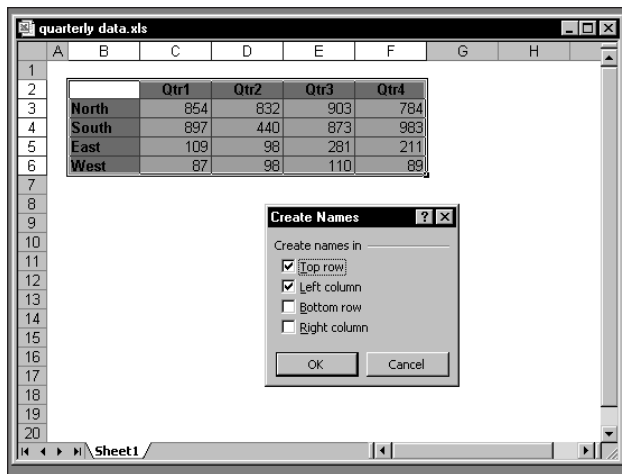 quarterly data.xls
A B C D E F G H
1
2 Qtr1 Qtr2 Qtr3 Qtr4
3 North 854 832 903 784
4 South 897 440 873 983
5 East 109 98 281 211
6 West 87 98 110 89
7
8
9
10
11
12
13
14
15
16
17
18
19
20
Create Names
Create names in
Top row
Left column
Bottom row
Right column
OK Cancel
Sheet1